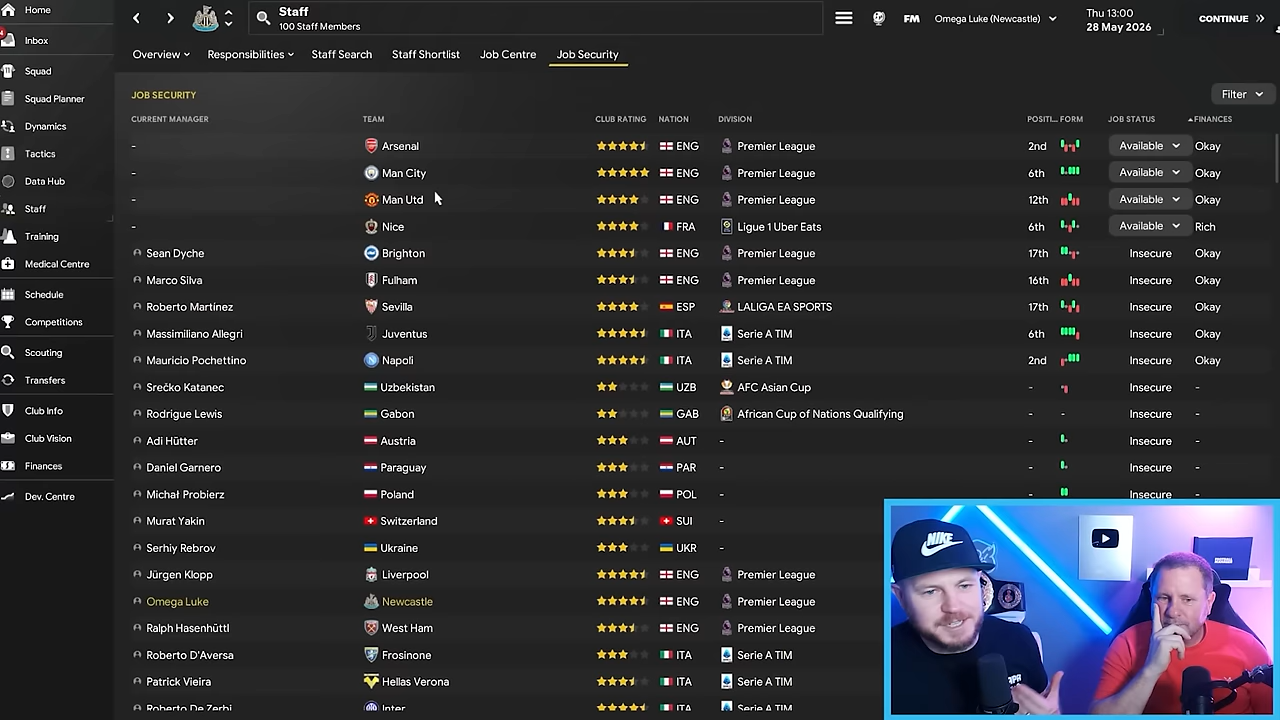 Home
Staff
100 Staff Members
FM
Omega Luke (Newcastle)
Thu 13:00
28 May 2026
CONTINUE
Inbox
Squad
Squad Planner
Dynamics
Tactics
Data Hub
Staff
Training
Medical Centre
Schedule
Competitions
Scouting
Transfers
Club Info
Club Vision
Finances
Dev. Centre
Overview Responsibilities Staff Search Staff Shortlist Job Centre Job Security
JOB SECURITY
Filter
CURRENT MANAGER TEAM CLUB RATING NATION DIVISION POSITI... FORM JOB STATUS FINANCES
- Arsenal ENG Premier League 2nd Available Okay
- Man City ENG Premier League 6th Available Okay
- Man Utd ENG Premier League 12th Available Okay
- Nice FRA Ligue 1 Uber Eats 6th Available Rich
Sean Dyche Brighton ENG Premier League 17th Insecure Okay
Marco Silva Fulham ENG Premier League 16th Insecure Okay
Roberto Martínez Sevilla ESP LALIGA EA SPORTS 17th Insecure Okay
Massimiliano Allegri Juventus ITA Serie A TIM 6th Insecure Okay
Mauricio Pochettino Napoli ITA Serie A TIM 2nd Insecure Okay
Srečko Katanec Uzbekistan UZB AFC Asian Cup - Insecure -
Rodrigue Lewis Gabon GAB African Cup of Nations Qualifying - - Insecure -
Adi Hütter Austria AUT - - Insecure -
Daniel Garnero Paraguay PAR - - Insecure -
Michał Probierz Poland POL - - Insecure -
Murat Yakin Switzerland SUI -
Serhiy Rebrov Ukraine UKR -
Jürgen Klopp Liverpool ENG Premier League
Omega Luke Newcastle ENG Premier League
Ralph Hasenhüttl West Ham ENG Premier League
Roberto D'Aversa Frosinone ITA Serie A TIM
Patrick Vieira Hellas Verona ITA Serie A TIM
Roberto De Zerbi Inter ITA Serie A TIM
NIKE